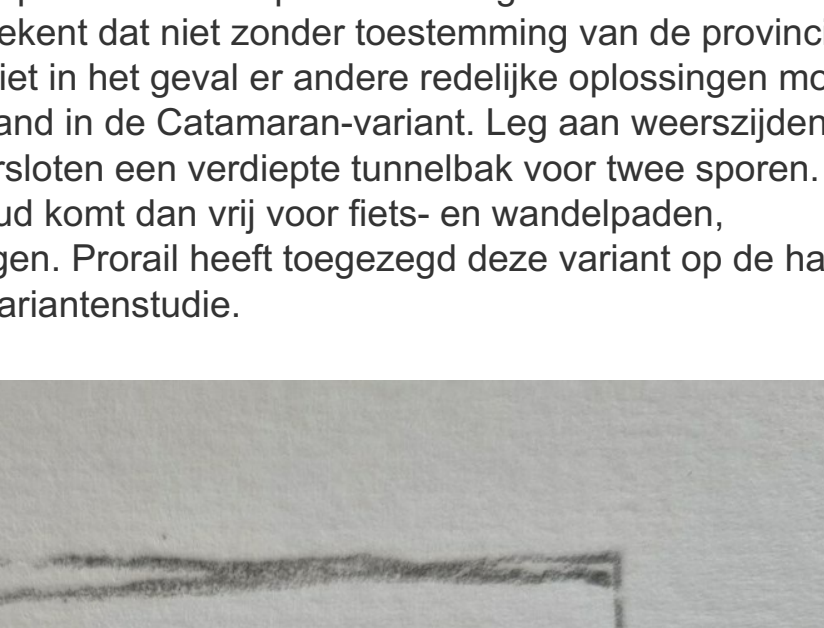 ekent dat niet zonder toestemming van de provinci
iet in het geval er andere redelijke oplossingen mo
and in de Catamaran-variant. Leg aan weerszijden
rsloten een verdiepte tunnelbak voor twee sporen.
ud komt dan vrij voor fiets- en wandelpaden,
gen. Prorail heeft toegezegd deze variant op de ha
ariantenstudie.